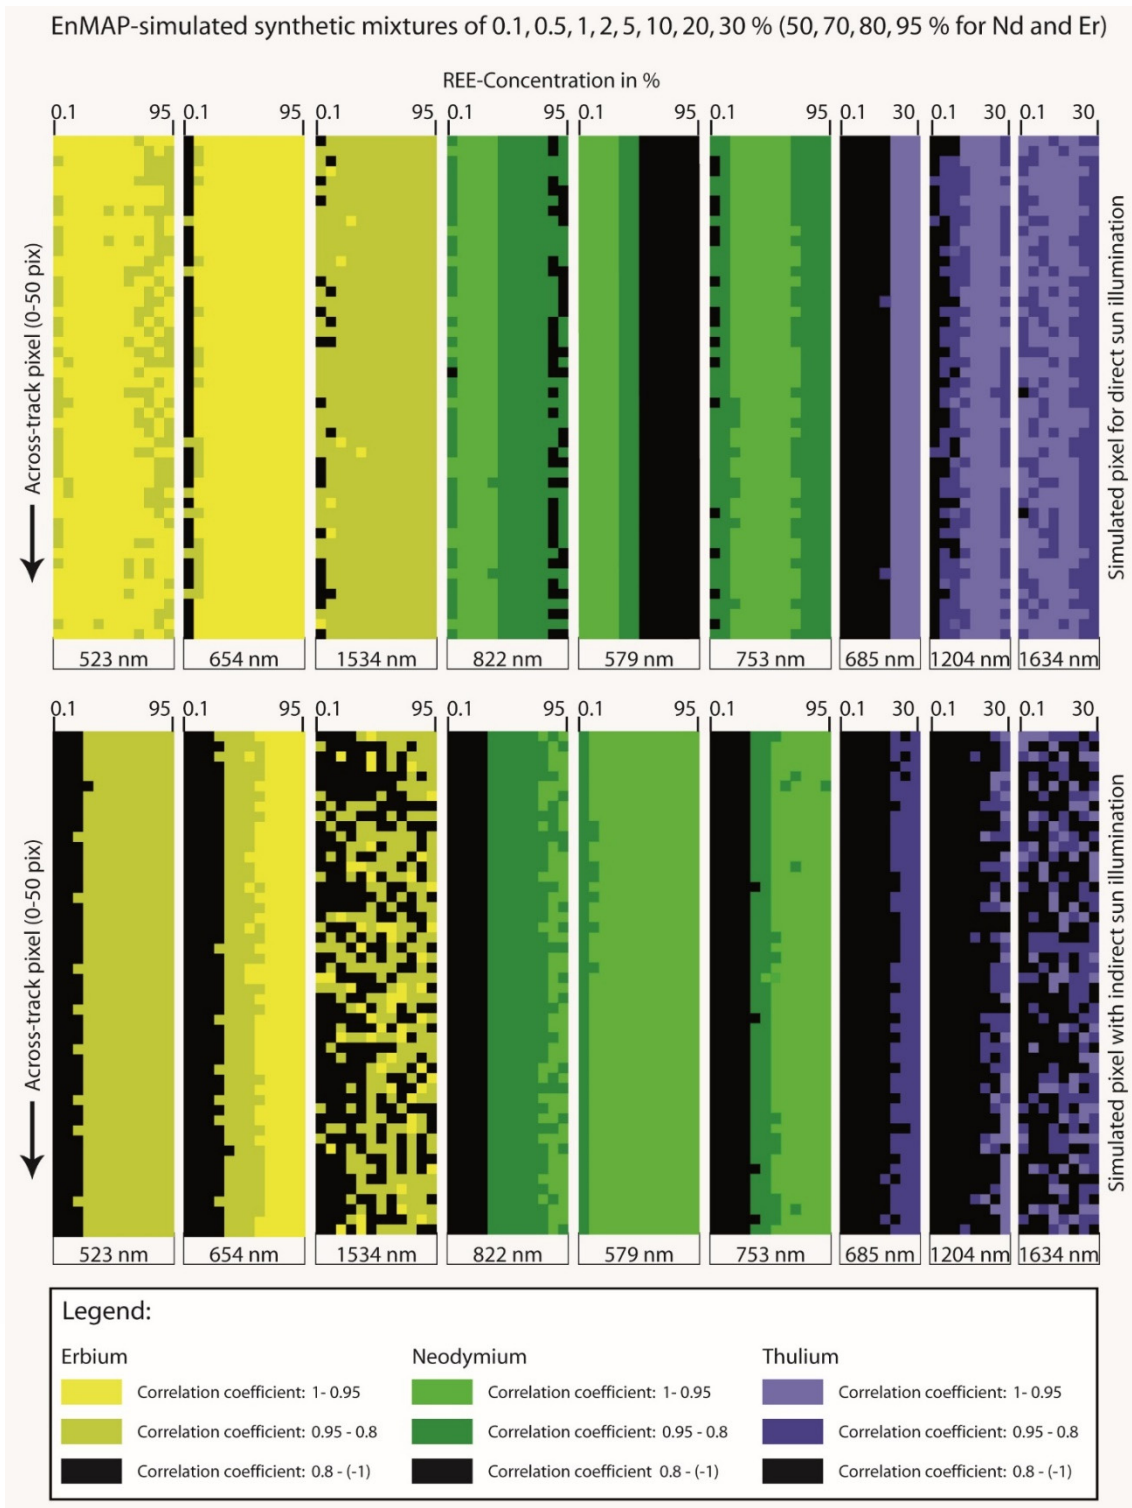 EnMAP-simulated synthetic mixtures of 0.1, 0.5, 1, 2, 5, 10, 20, 30 % (50, 70, 80, 95 % for Nd and Er)
REE-Concentration in %
0.1 95 0.1 95 0.1 95 0.1 95 0.1 95 0.1 95 0.1 30 0.1 30 0.1 30
Across-track pixel (0-50 pix)
Simulated pixel for direct sun illumination
523 nm 654 nm 1534 nm 822 nm 579 nm 753 nm 685 nm 1204 nm 1634 nm
0.1 95 0.1 95 0.1 95 0.1 95 0.1 95 0.1 95 0.1 30 0.1 30 0.1 30
Across-track pixel (0-50 pix)
Simulated pixel with indirect sun illumination
523 nm 654 nm 1534 nm 822 nm 579 nm 753 nm 685 nm 1204 nm 1634 nm
Legend:
Erbium Neodymium Thulium
Correlation coefficient: 1- 0.95 Correlation coefficient: 1- 0.95 Correlation coefficient: 1- 0.95
Correlation coefficient: 0.95 - 0.8 Correlation coefficient: 0.95 - 0.8 Correlation coefficient: 0.95 - 0.8
Correlation coefficient: 0.8 - (-1) Correlation coefficient 0.8 - (-1) Correlation coefficient: 0.8 - (-1)